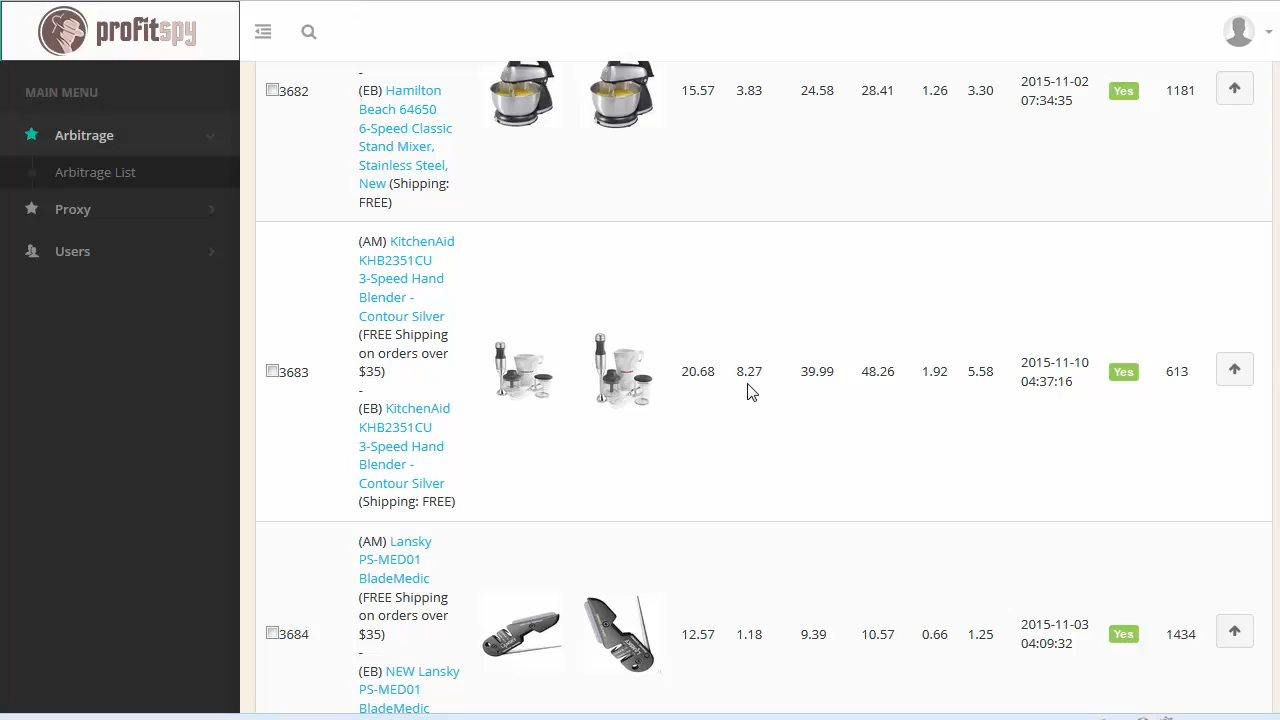 profitspy
MAIN MENU
Arbitrage
Arbitrage List
Proxy
Users
3682
-
(EB) Hamilton
Beach 64650
6-Speed Classic
Stand Mixer,
Stainless Steel,
New (Shipping:
FREE)
15.57 3.83 24.58 28.41 1.26 3.30
2015-11-02
07:34:35
Yes 1181
3683
(AM) KitchenAid
KHB2351CU
3-Speed Hand
Blender -
Contour Silver
(FREE Shipping
on orders over
$35)
-
(EB) KitchenAid
KHB2351CU
3-Speed Hand
Blender -
Contour Silver
(Shipping: FREE)
20.68 8.27 39.99 48.26 1.92 5.58
2015-11-10
04:37:16
Yes 613
3684
(AM) Lansky
PS-MED01
BladeMedic
(FREE Shipping
on orders over
$35)
-
(EB) NEW Lansky
PS-MED01
BladeMedic
12.57 1.18 9.39 10.57 0.66 1.25
2015-11-03
04:09:32
Yes 1434